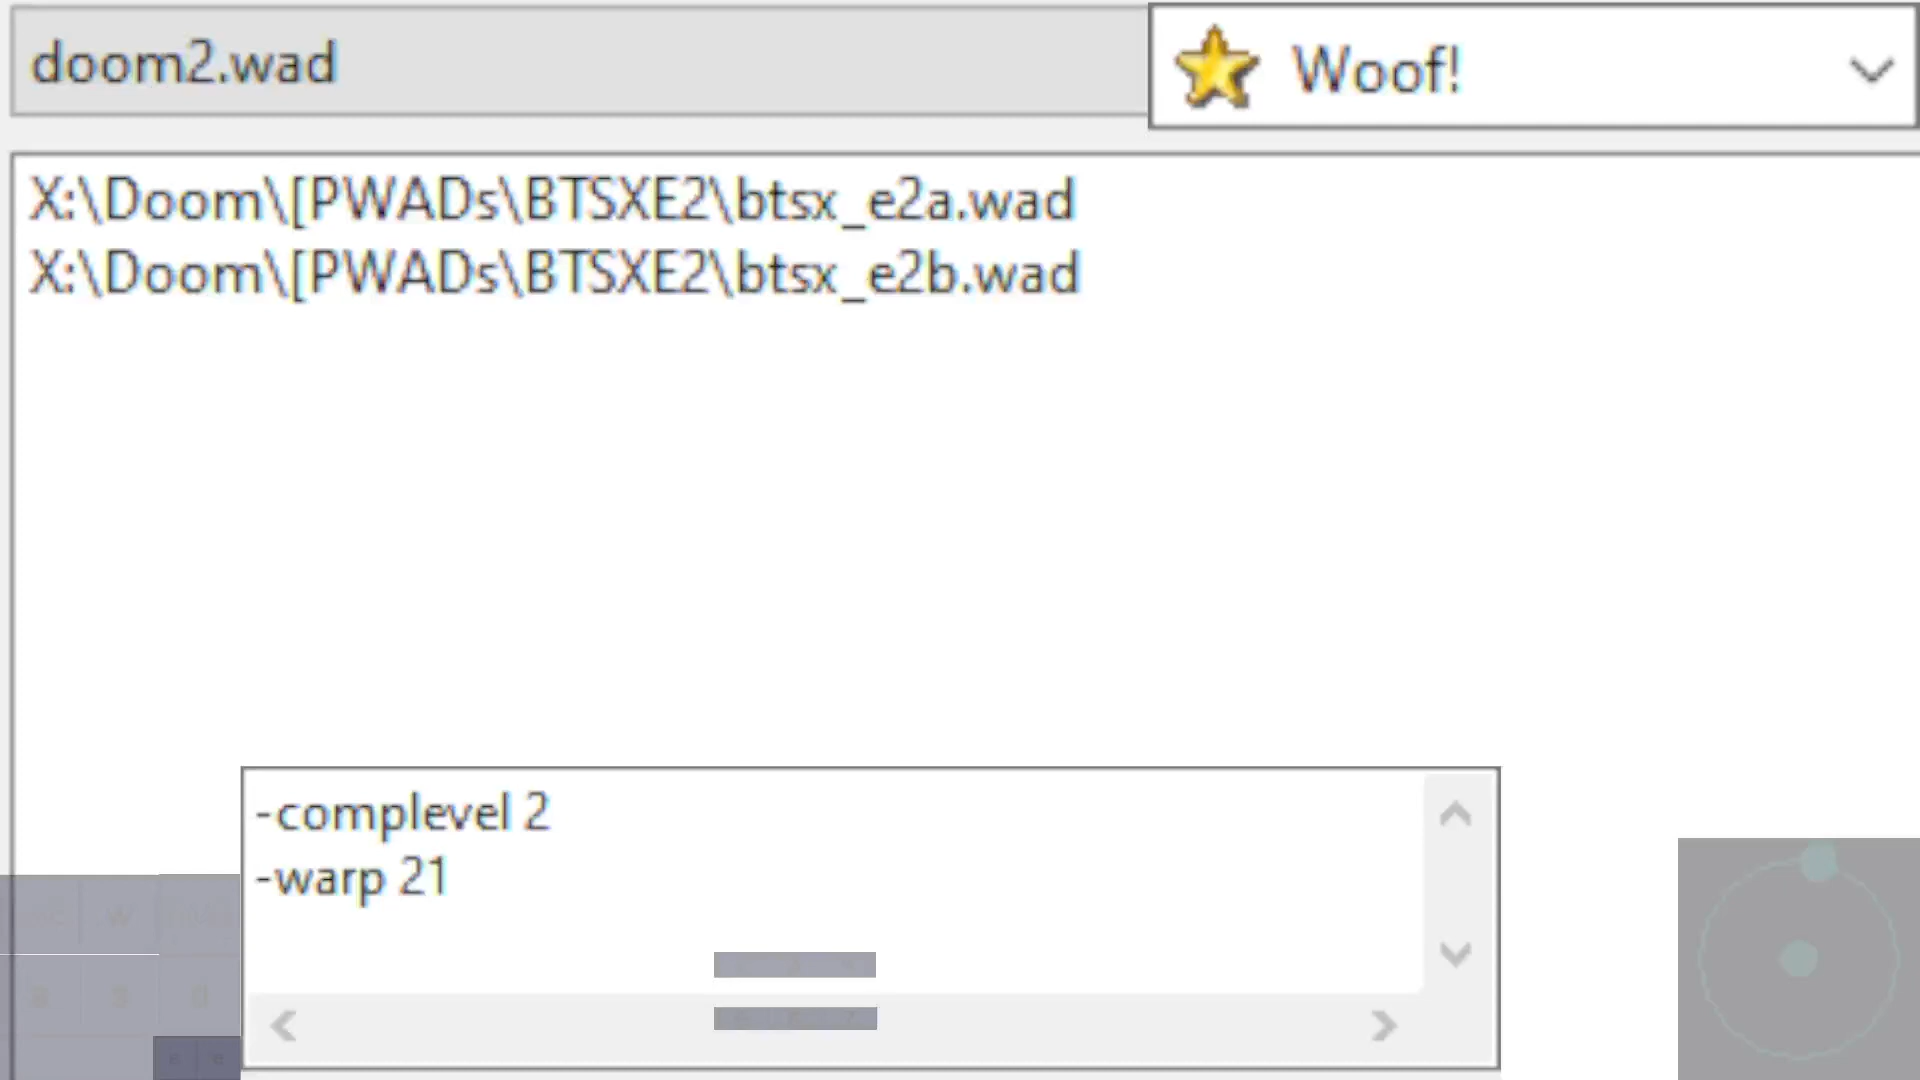 doom2.wad
Woof!
X:\Doom\[PWADs\BTSXE2\btsx_e2a.wad
X:\Doom\[PWADs\BTSXE2\btsx_e2b.wad
-complevel 2
-warp 21